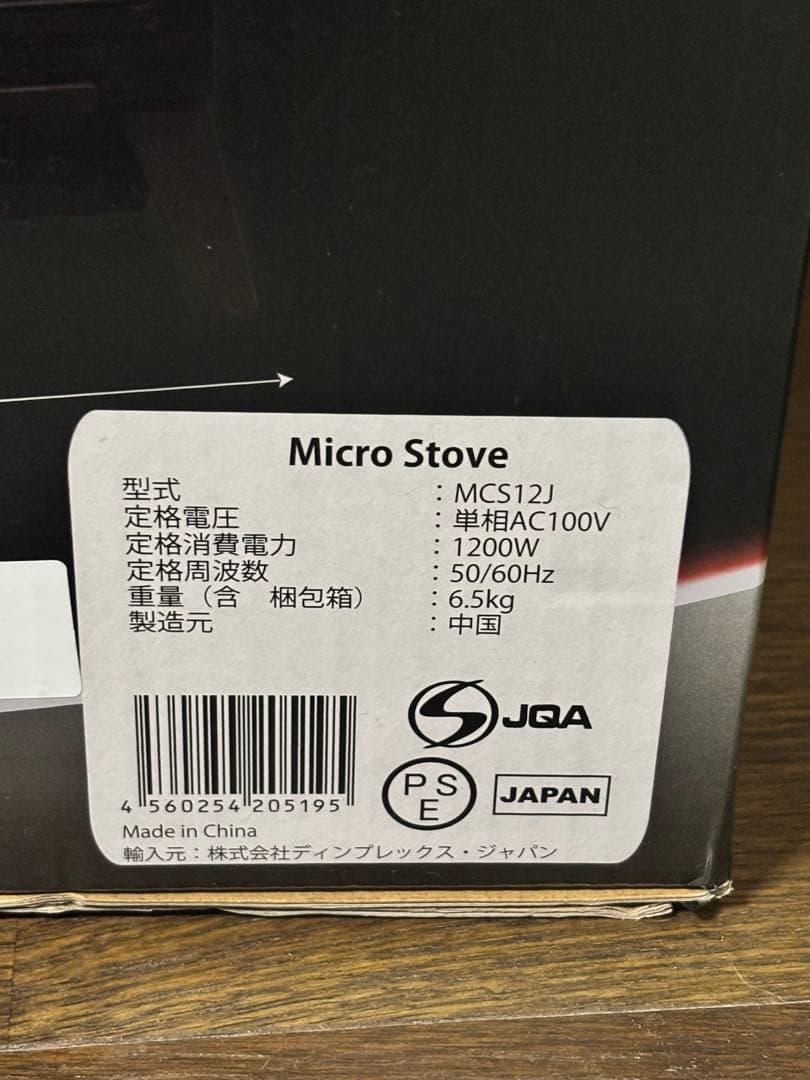 Micro Stove
型式 : MCS12J
定格電圧 : 単相AC100V
定格消費電力 : 1200W
定格周波数 : 50/60Hz
重量（含　梱包箱） : 6.5kg
製造元 : 中国
JQA
PSE
JAPAN
4 560254 205195
Made in China
輸入元：株式会社ディンプレックス・ジャパン